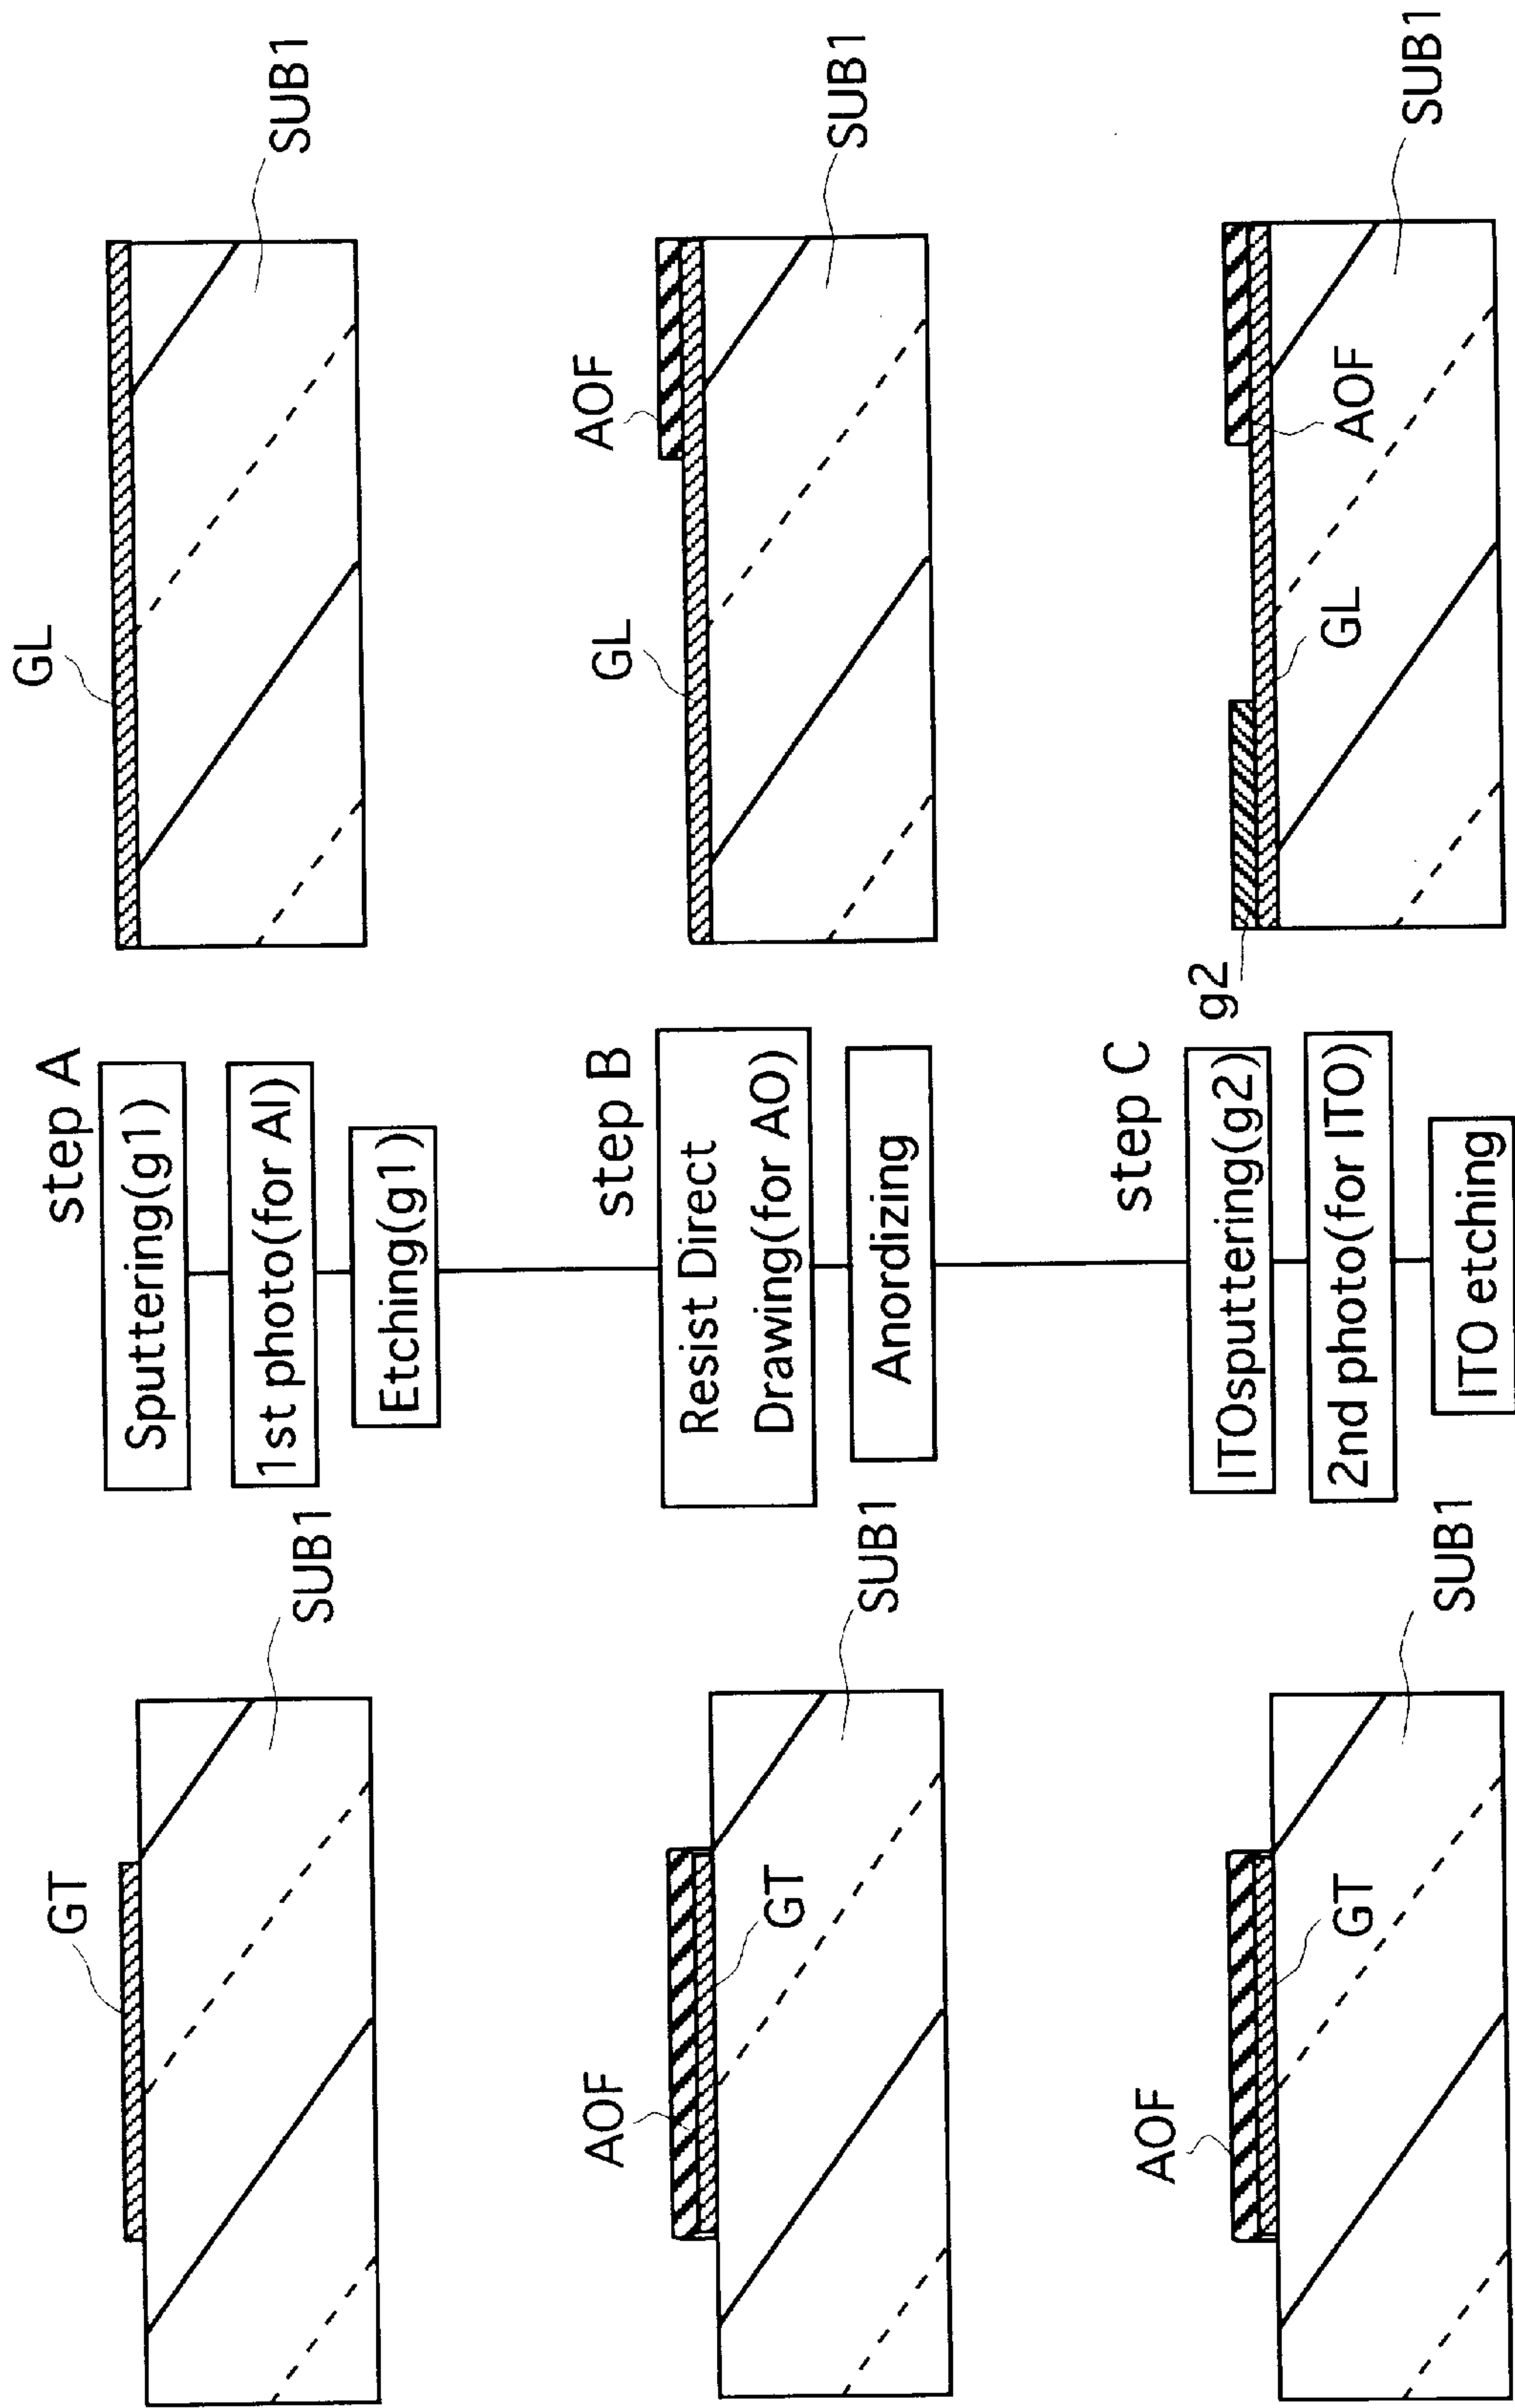 GT
SUB1
step A
Sputtering(g1)
1st photo(for Al)
Etching(g1)
GL
SUB1
AOF
GT
SUB1
step B
Resist Direct
Drawing(for AO)
Anordizing
GL
AOF
SUB1
AOF
GT
SUB1
step C
ITOsputtering(g2)
2nd photo(for ITO)
ITO etching
g2
GL
AOF
SUB1